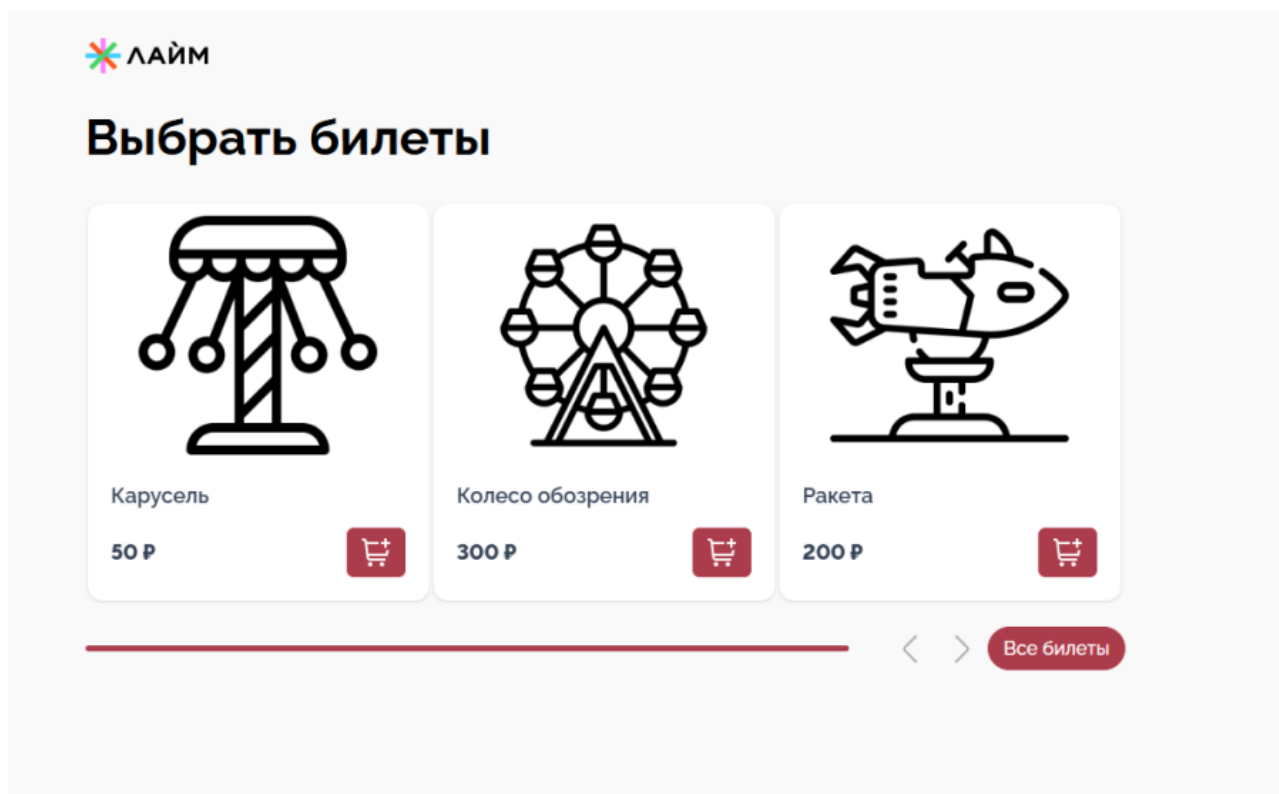 ЛАЙМ
Выбрать билеты
Карусель
50 ₽
Колесо обозрения
300 ₽
Ракета
200 ₽
Все билеты